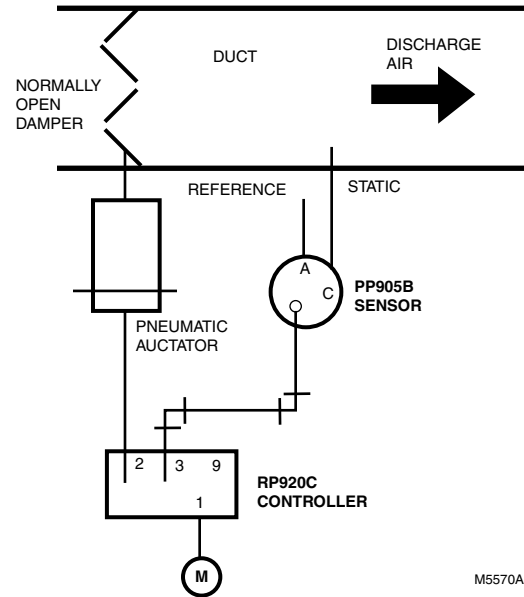 DUCT
DISCHARGE
AIR
NORMALLY
OPEN
DAMPER
REFERENCE
STATIC
A
C
PP905B
SENSOR
PNEUMATIC
AUCTATOR
2
3
9
1
RP920C
CONTROLLER
M
M5570A